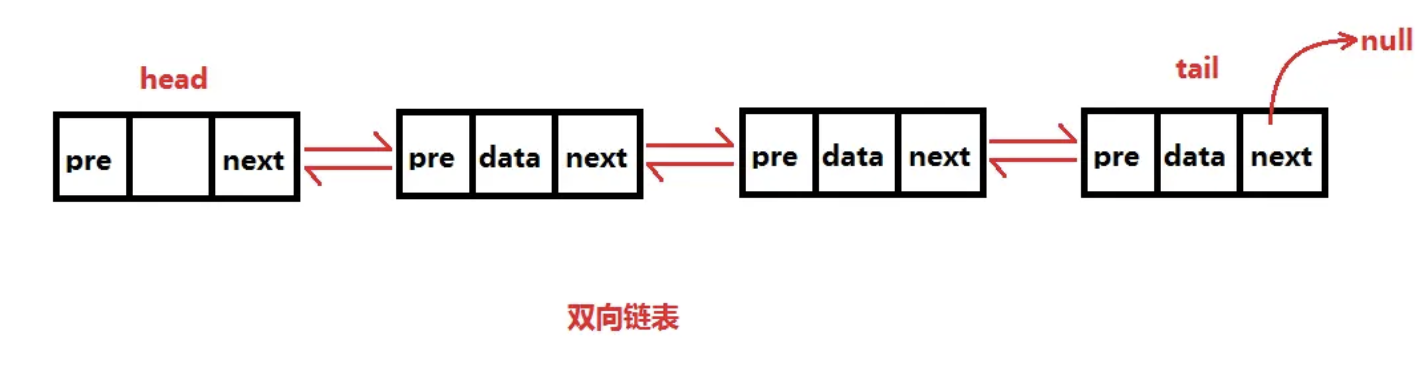 null
head
tail
pre next
pre data next
pre data next
pre data next
双向链表